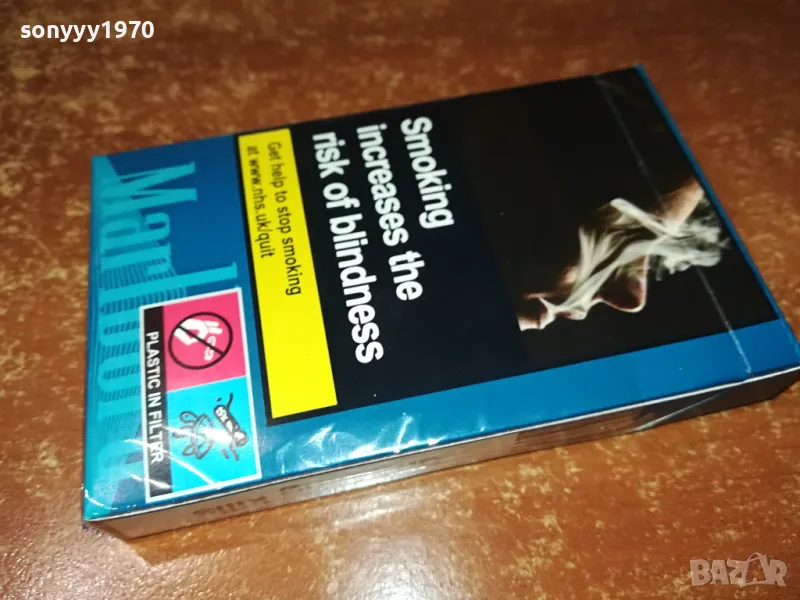 sonyyy1970
Smoking
increases the
risk of blindness
Get help to stop smoking
at www.nhs.uk/quit
Marlboro
PLASTIC IN FILTER
BAZAR